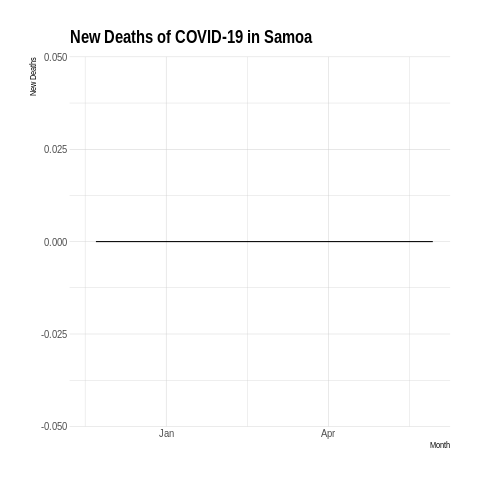 New Deaths of COVID-19 in Samoa
New Deaths
0.050
0.025
0.000
-0.025
-0.050
Jan Apr
Month